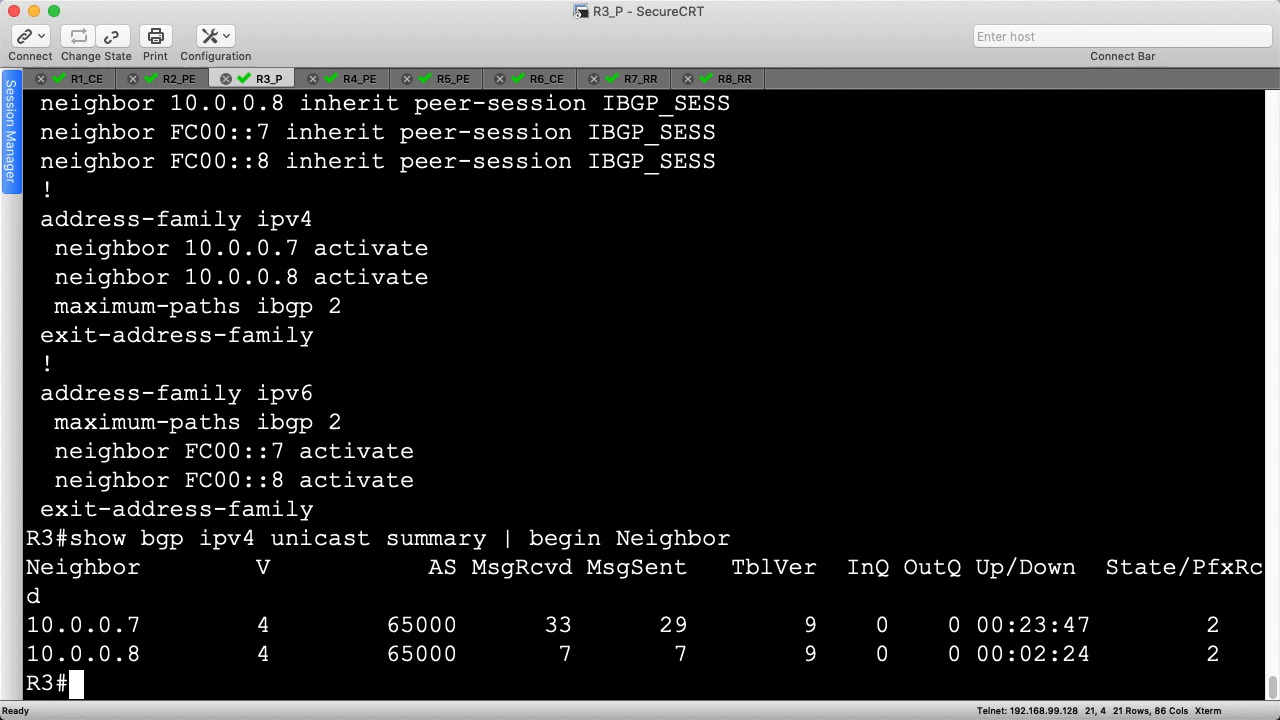 R3_P - SecureCRT
Enter host
Connect Change State Print Configuration Connect Bar
R1_CE R2_PE R3_P R4_PE R5_PE R6_CE R7_RR R8_RR
Session Manager
neighbor 10.0.0.8 inherit peer-session IBGP_SESS
neighbor FC00::7 inherit peer-session IBGP_SESS
neighbor FC00::8 inherit peer-session IBGP_SESS
!
address-family ipv4
neighbor 10.0.0.7 activate
neighbor 10.0.0.8 activate
maximum-paths ibgp 2
exit-address-family
!
address-family ipv6
maximum-paths ibgp 2
neighbor FC00::7 activate
neighbor FC00::8 activate
exit-address-family
R3#show bgp ipv4 unicast summary | begin Neighbor
Neighbor V AS MsgRcvd MsgSent TblVer InQ OutQ Up/Down State/PfxRc
d
10.0.0.7 4 65000 33 29 9 0 0 00:23:47 2
10.0.0.8 4 65000 7 7 9 0 0 00:02:24 2
R3#
Ready Telnet: 192.168.99.128 21, 4 21 Rows, 86 Cols Xterm